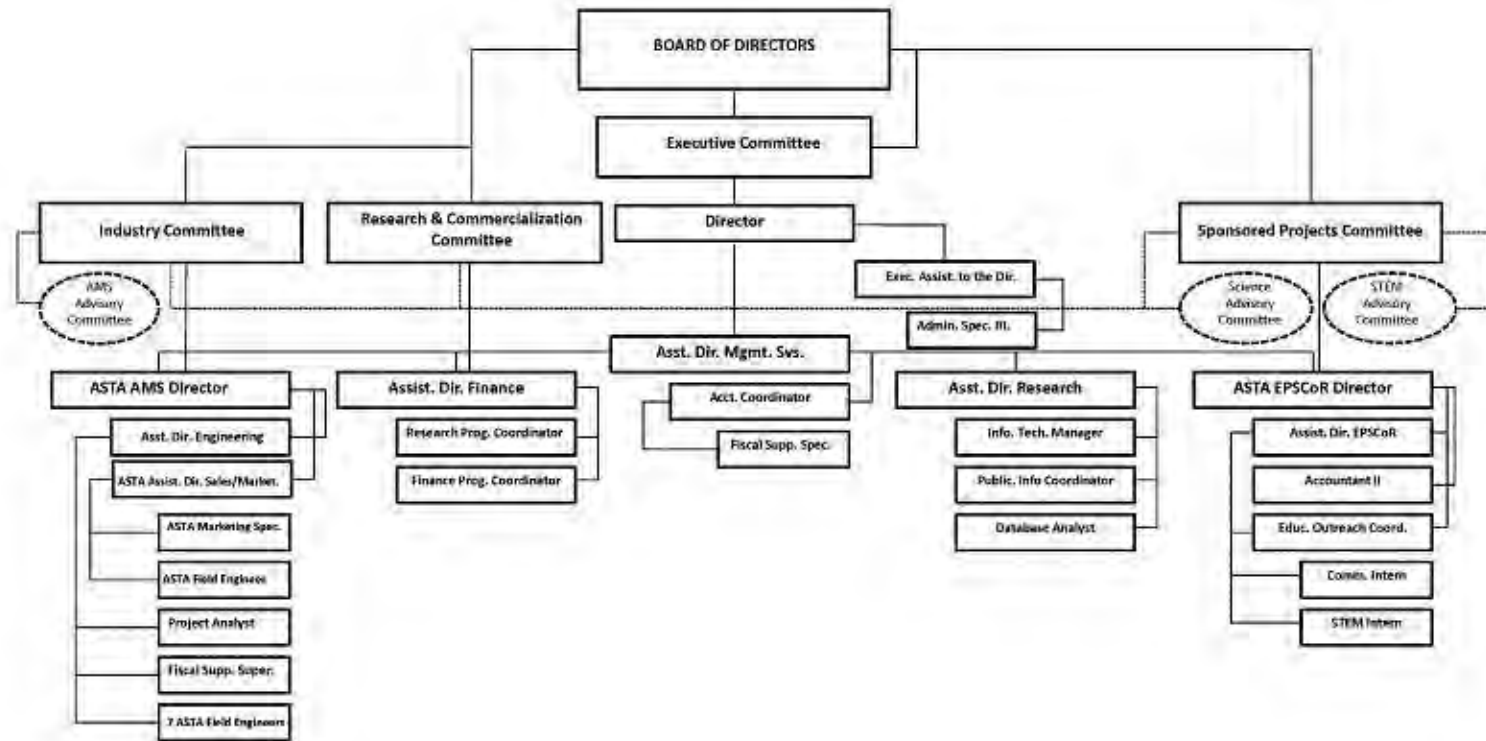 BOARD OF DIRECTORS
Executive Committee
Industry Committee
Research & Commercialization
Committee
Director
Sponsored Projects Committee
AMS
Advisory
Committee
Exec. Assist. to the Dir.
Admin. Spec. III.
Science
Advisory
Committee
STEM
Advisory
Committee
Asst. Dir. Mgmt. Svs.
ASTA AMS Director
Assist. Dir. Finance
Acct. Coordinator
Asst. Dir. Research
ASTA EPSCoR Director
Asst. Dir. Engineering
Research Prog. Coordinator
Fiscal Supp. Spec.
Info. Tech. Manager
Assist. Dir. EPSCoR
ASTA Assist. Dir. Sales/Market.
Finance Prog. Coordinator
Public. Info Coordinator
Accountant II
ASTA Marketing Spec.
Database Analyst
Educ. Outreach Coord.
ASTA Field Engineer
Comm. Intern
Project Analyst
STEM Intern
Fiscal Supp. Super.
7 ASTA Field Engineers